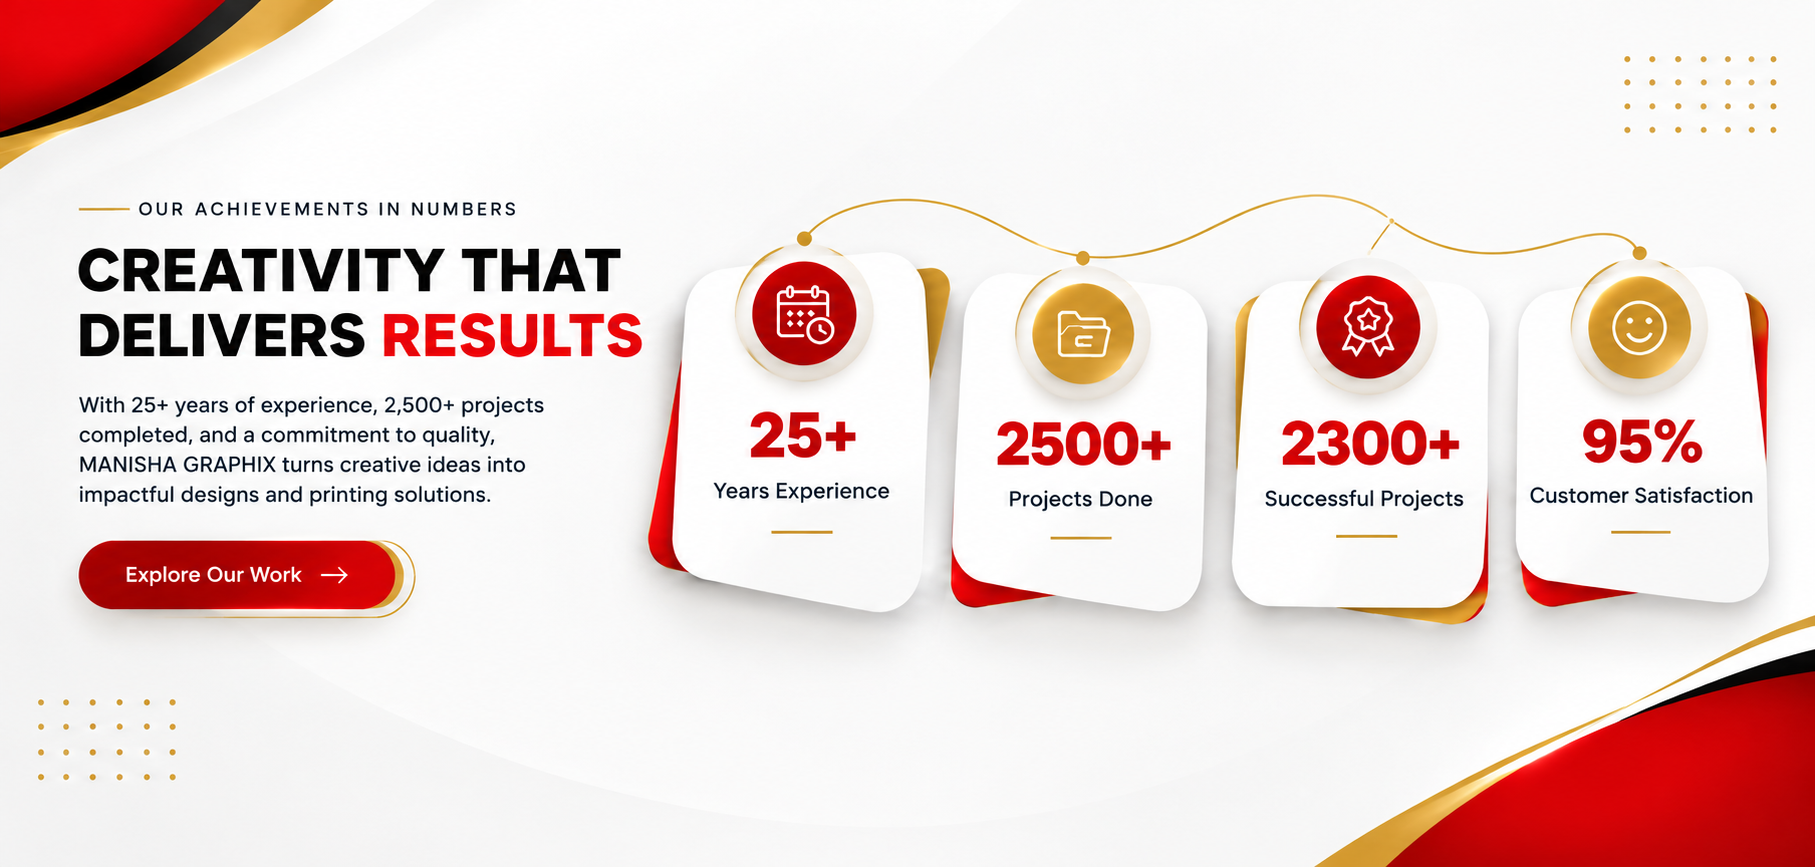 OUR ACHIEVEMENTS IN NUMBERS
CREATIVITY THAT
DELIVERS RESULTS
With 25+ years of experience, 2,500+ projects
completed, and a commitment to quality,
MANISHA GRAPHIX turns creative ideas into
impactful designs and printing solutions.
Explore Our Work
25+
Years Experience
2500+
Projects Done
2300+
Successful Projects
95%
Customer Satisfaction